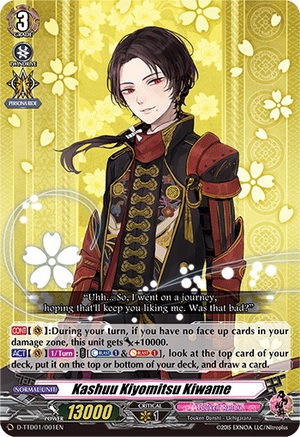 3
GRADE
TWINDRIVE
PERSONA RIDE
"Uhh... So, I went on a journey,
hoping that'll keep you liking me. Was that bad?"
CONT :During your turn, if you have no face up cards in your
damage zone, this unit gets +10000.
ACT 1/Turn : , look at the top card of your
deck, put it on the top or bottom of your deck, and draw a card.
NORMAL UNIT
Kashuu Kiyomitsu Kiwame
POWER
13000
CRITICAL
1
D-TTD01/001EN
Touken Danshi - Uchigatana
©2015 EXNOA LLC/Nitroplus